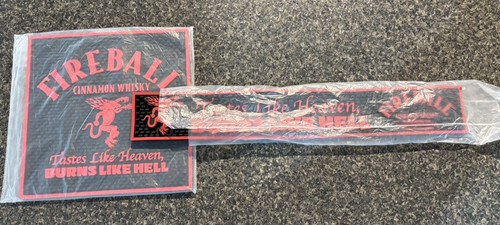 FIREBALL
CINNAMON WHISKY
Tastes Like Heaven,
BURNS LIKE HELL
Tastes Like Heaven,
BURNS LIKE HELL
FIREBALL